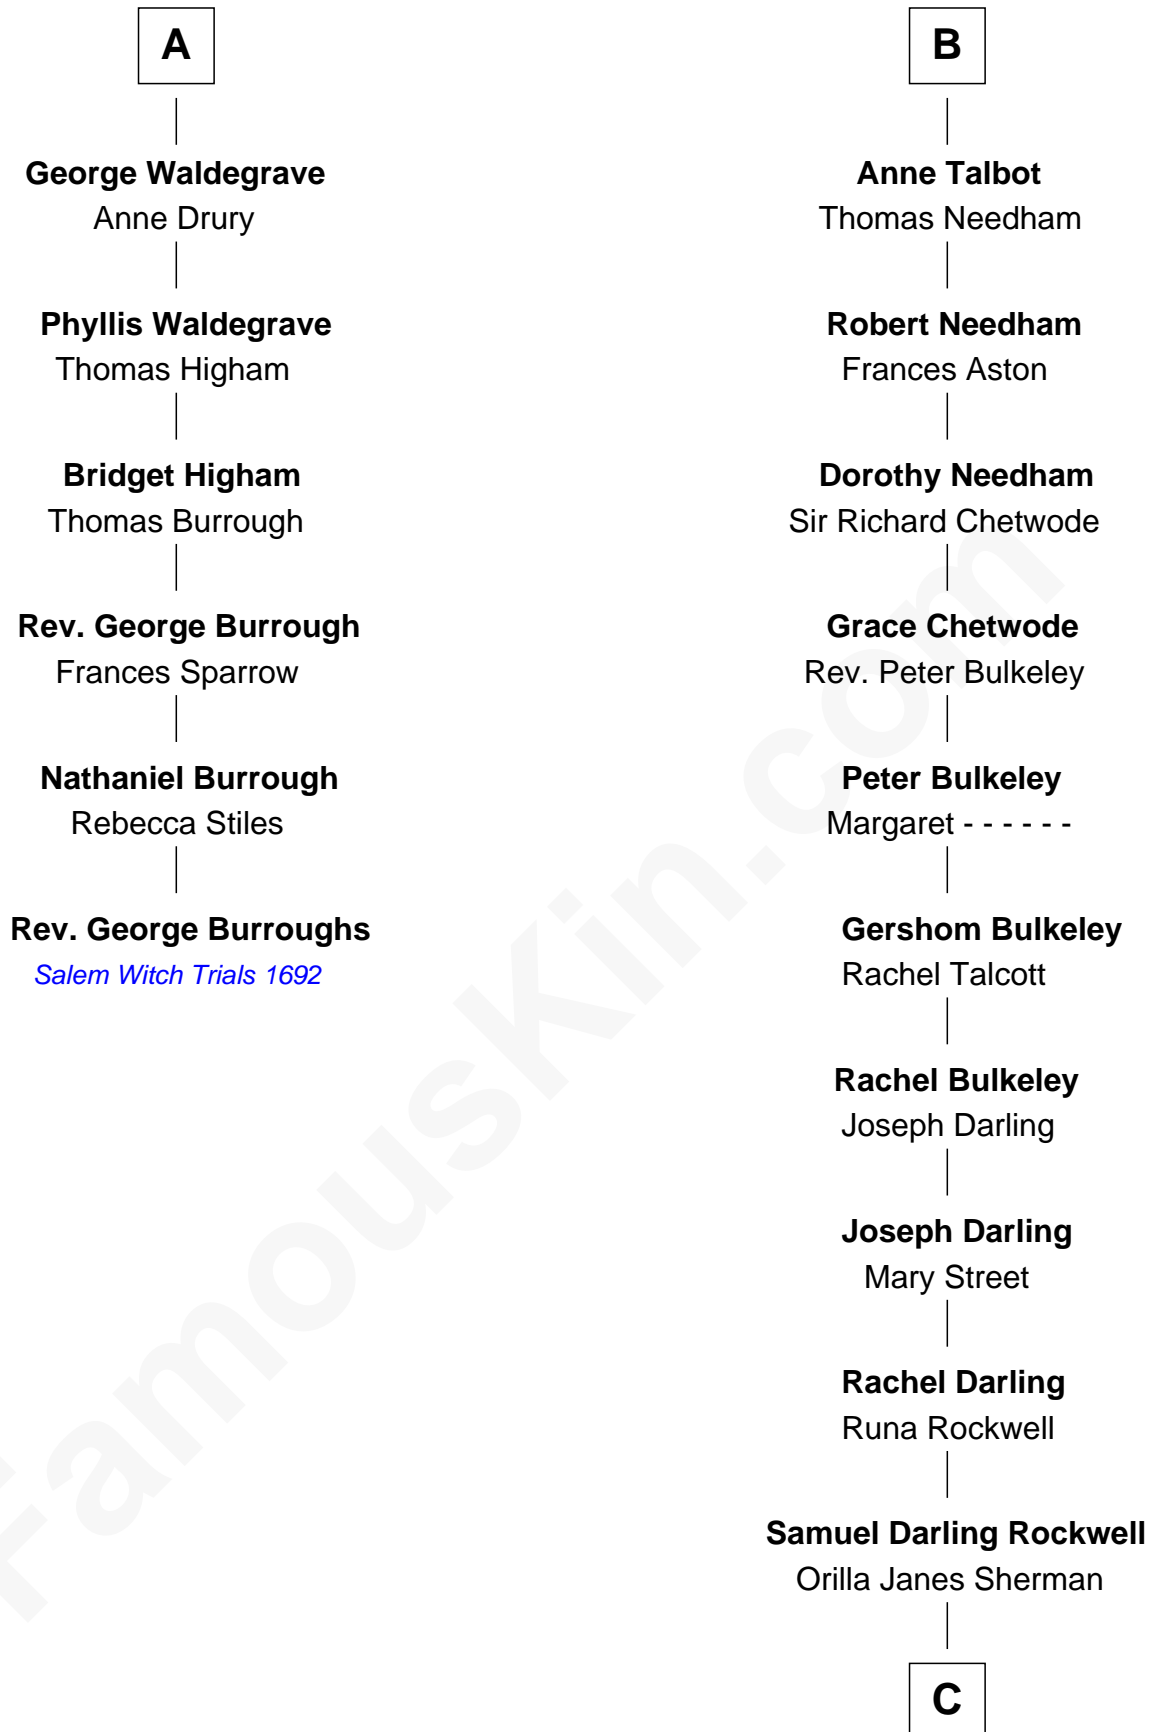 A
George Waldegrave
Anne Drury
Phyllis Waldegrave
Thomas Higham
Bridget Higham
Thomas Burrough
Rev. George Burrough
Frances Sparrow
Nathaniel Burrough
Rebecca Stiles
Rev. George Burroughs
Salem Witch Trials 1692
B
Anne Talbot
Thomas Needham
Robert Needham
Frances Aston
Dorothy Needham
Sir Richard Chetwode
Grace Chetwode
Rev. Peter Bulkeley
Peter Bulkeley
Margaret - - - - - -
Gershom Bulkeley
Rachel Talcott
Rachel Bulkeley
Joseph Darling
Joseph Darling
Mary Street
Rachel Darling
Runa Rockwell
Samuel Darling Rockwell
Orilla Janes Sherman
C
FamousKin.com